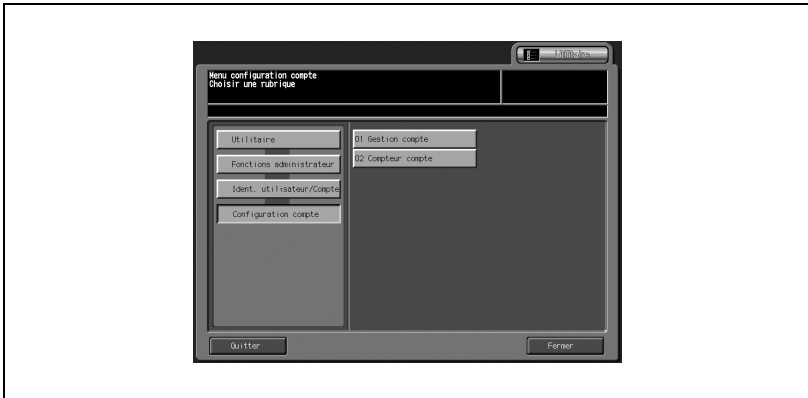 Utilitaire
Menu configuration compte
Choisir une rubrique
Utilitaire
01 Gestion compte
Fonctions administrateur
02 Compteur compte
Ident. utilisateur/Compte
Configuration compte
Quitter
Fermer